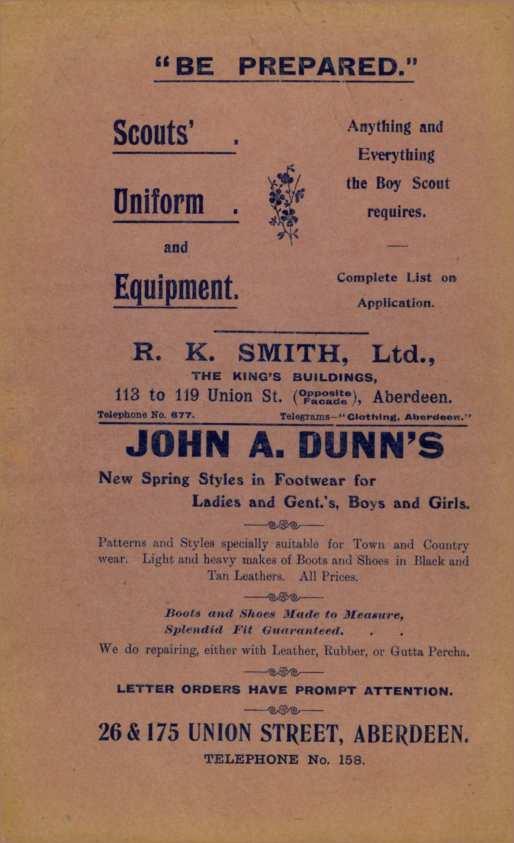 "BE PREPARED."
Scouts' .
Uniform .
and
Equipment.
Anything and
Everything
the Boy Scout
requires.
Complete List on
Application.
R. K. SMITH, Ltd.,
THE KING'S BUILDINGS,
113 to 119 Union St. (Opposite Facade), Aberdeen.
Telephone No. 677. Telegrams—"Clothing, Aberdeen."
JOHN A. DUNN'S
New Spring Styles in Footwear for
Ladies and Gent.'s, Boys and Girls.
Patterns and Styles specially suitable for Town and Country
wear. Light and heavy makes of Boots and Shoes in Black and
Tan Leathers. All Prices.
Boots and Shoes Made to Measure,
Splendid Fit Guaranteed. . .
We do repairing, either with Leather, Rubber, or Gutta Percha.
LETTER ORDERS HAVE PROMPT ATTENTION.
26 & 175 UNION STREET, ABERDEEN.
TELEPHONE No. 158.